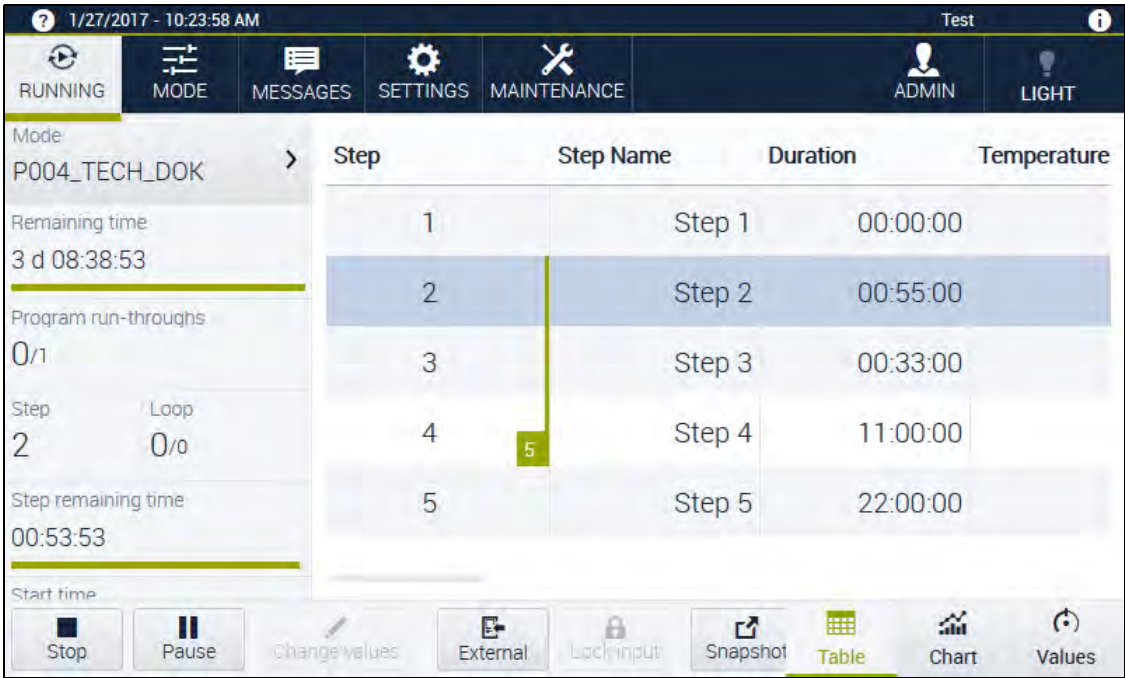 ? 1/27/2017 - 10:23:58 AM Test i
RUNNING MODE MESSAGES SETTINGS MAINTENANCE ADMIN LIGHT
Mode
P004_TECH_DOK
Remaining time
3 d 08:38:53
Program run-throughs
0/1
Step Loop
2 0/0
Step remaining time
00:53:53
Start time
Step Step Name Duration Temperature
1 Step 1 00:00:00
2 Step 2 00:55:00
3 Step 3 00:33:00
4 5 Step 4 11:00:00
5 Step 5 22:00:00
Stop Pause Change values External Lock input Snapshot Table Chart Values